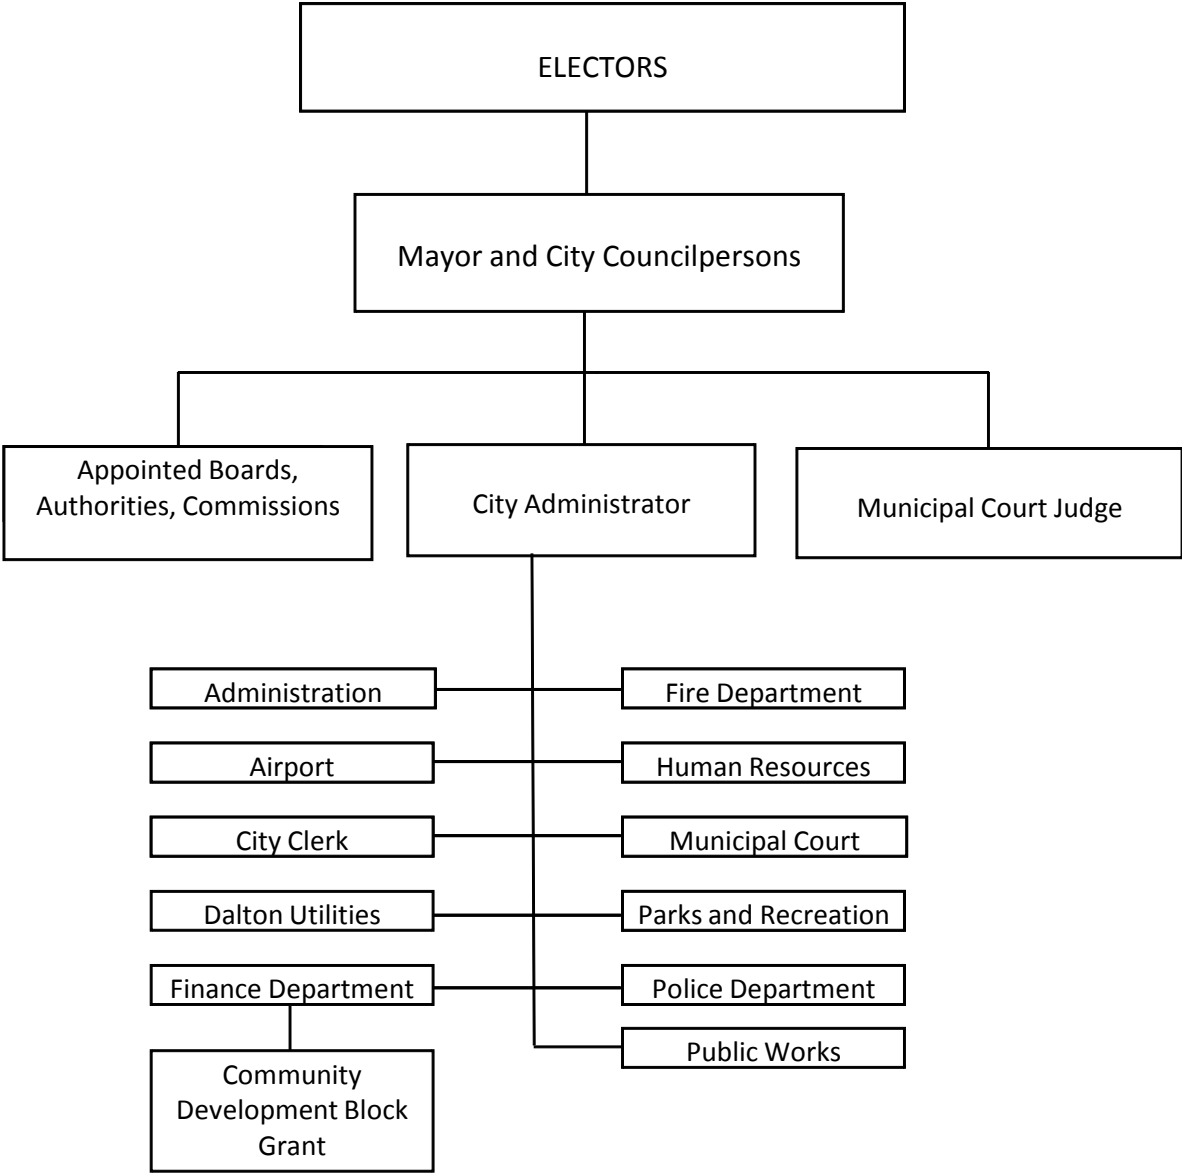 ELECTORS
Mayor and City Councilpersons
Appointed Boards,
Authorities, Commissions
City Administrator
Municipal Court Judge
Administration
Fire Department
Airport
Human Resources
City Clerk
Municipal Court
Dalton Utilities
Parks and Recreation
Finance Department
Police Department
Public Works
Community
Development Block
Grant